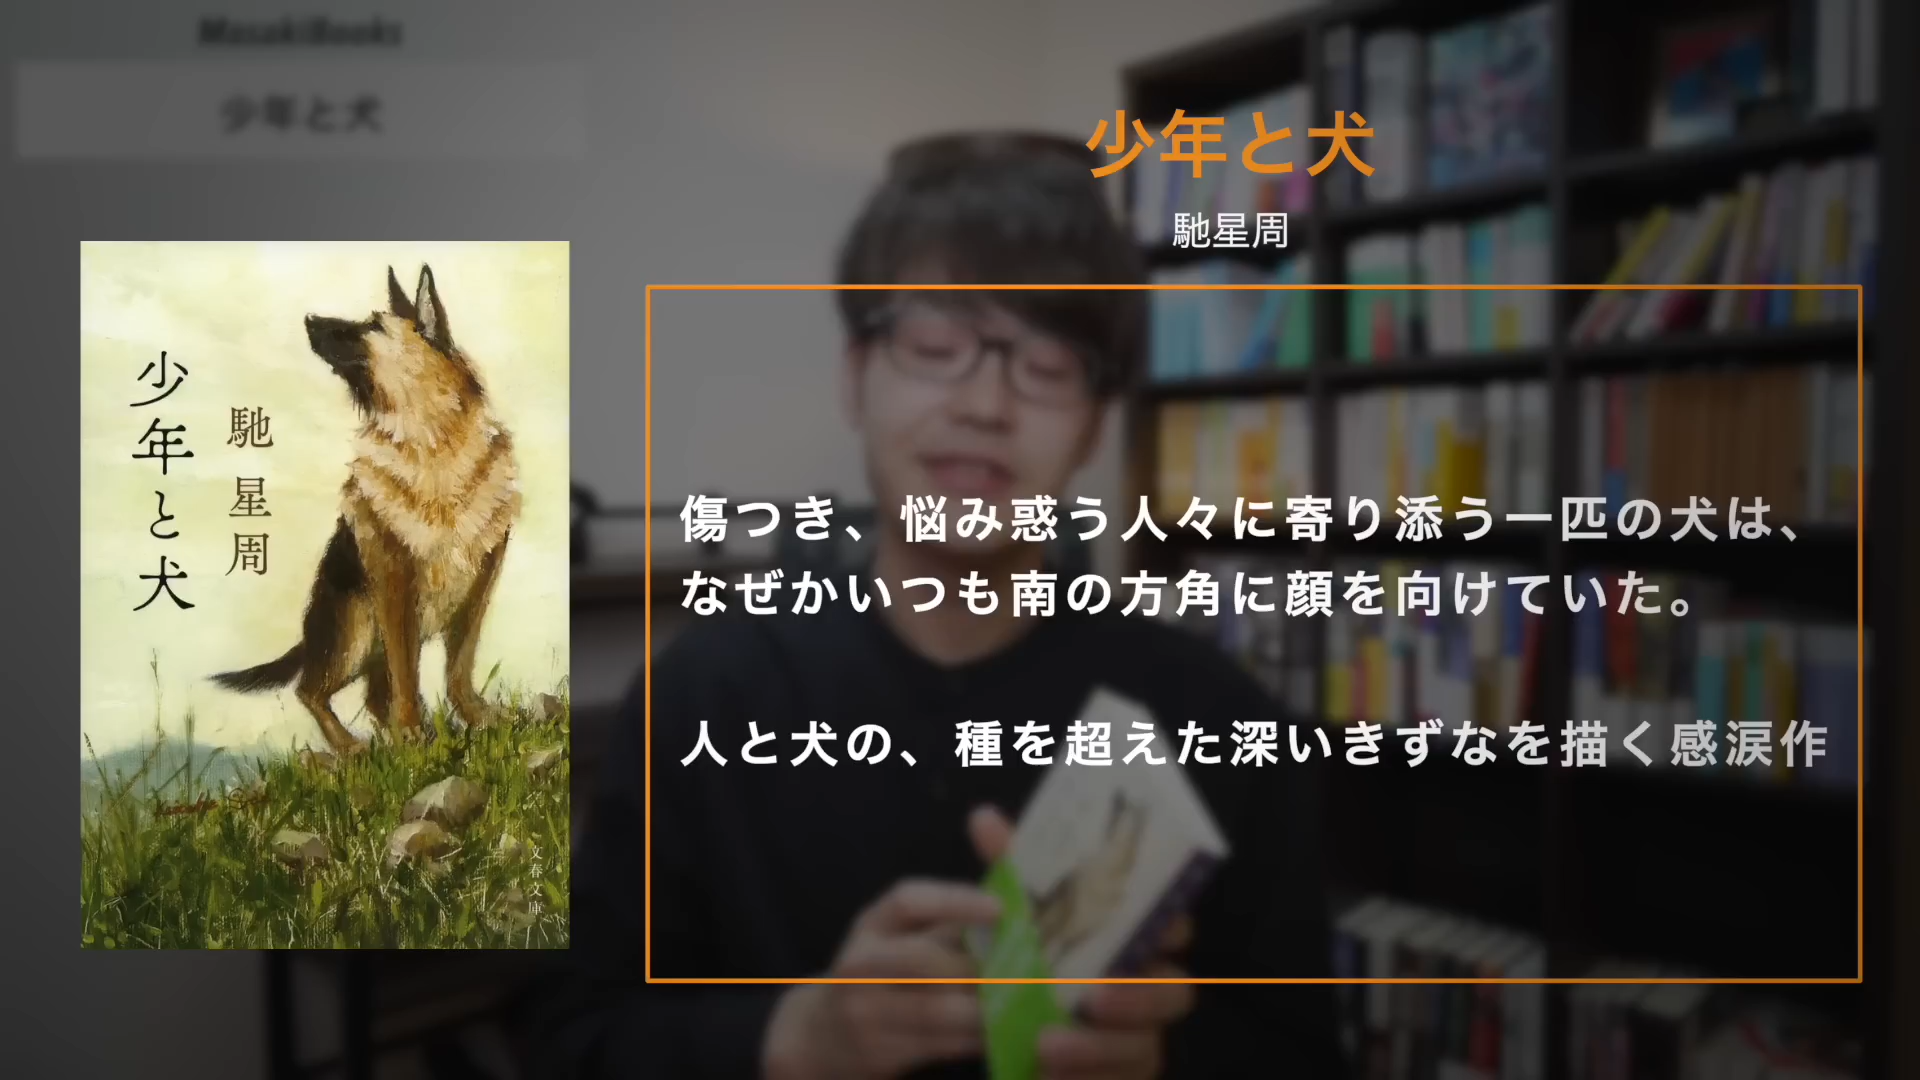 MasakiBooks
少年と犬
少年と犬
馳星周
少年と犬
馳星周
文春文庫
傷つき、悩み惑う人々に寄り添う一匹の犬は、
なぜかいつも南の方角に顔を向けていた。
人と犬の、種を超えた深いきずなを描く感涙作